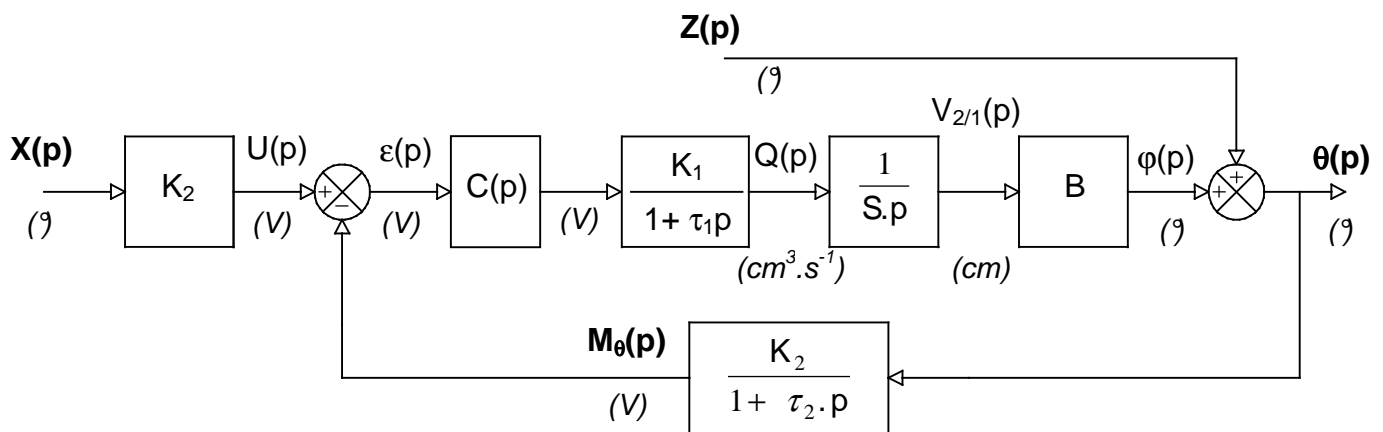 Z(p)
(°)
V2/1(p)
X(p)
U(p)
ε(p)
Q(p)
φ(p)
θ(p)
K2
+
−
C(p)
K1
1+ τ1p
1
S.p
B
+
+
(°)
(V)
(V)
(V)
(cm³.s⁻¹)
(cm)
(°)
(°)
Mθ(p)
(V)
K2
1+ τ2.p